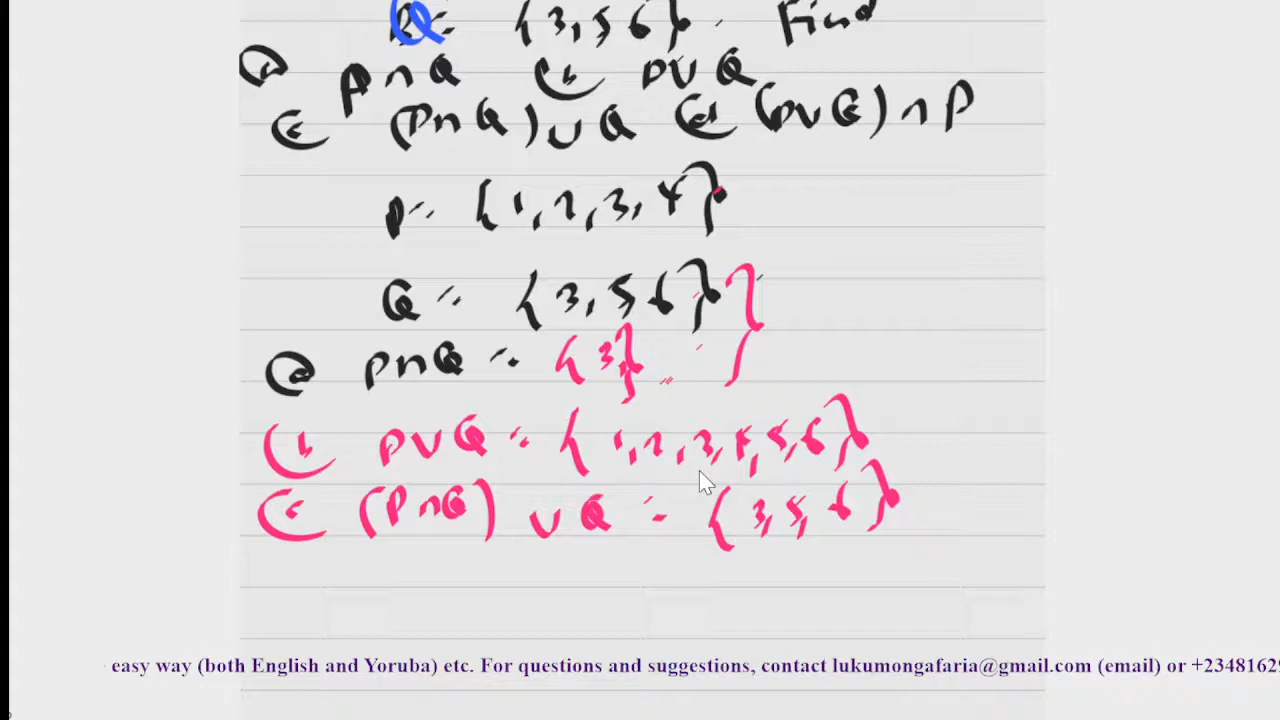 Q = {3, 5, 6}. Find
(a) P∩Q (b) P∪Q
(c) (P∩Q)∪Q (d) (P∪Q)∩P
P = {1, 2, 3, 4}
Q = {3, 5, 6}
(a) P∩Q = {3}
(b) P∪Q = {1, 2, 3, 4, 5, 6}
(c) (P∩Q) ∪Q = {3, 5, 6}
easy way (both English and Yoruba) etc. For questions and suggestions, contact lukumongafaria@gmail.com (email) or +23481629